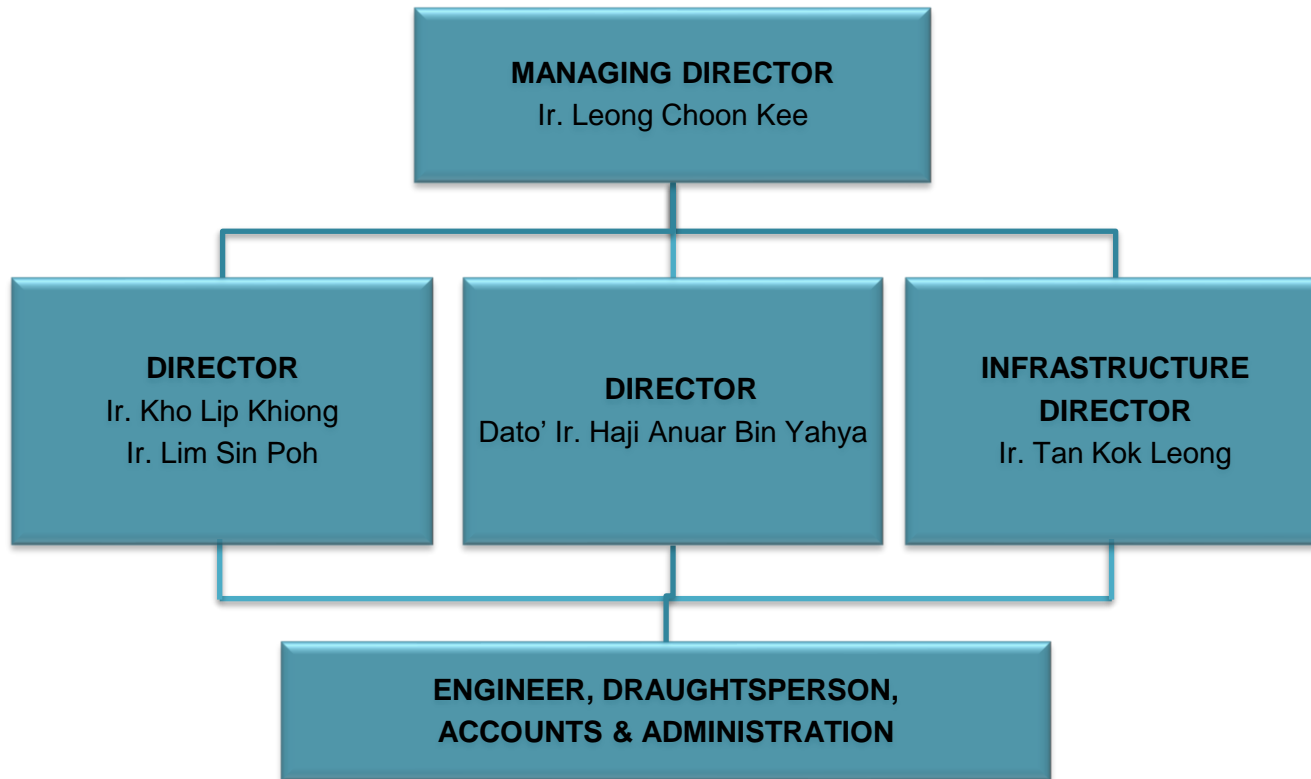 MANAGING DIRECTOR
Ir. Leong Choon Kee
DIRECTOR
Ir. Kho Lip Khiong
Ir. Lim Sin Poh
DIRECTOR
Dato’ Ir. Haji Anuar Bin Yahya
INFRASTRUCTURE
DIRECTOR
Ir. Tan Kok Leong
ENGINEER, DRAUGHTSPERSON,
ACCOUNTS & ADMINISTRATION